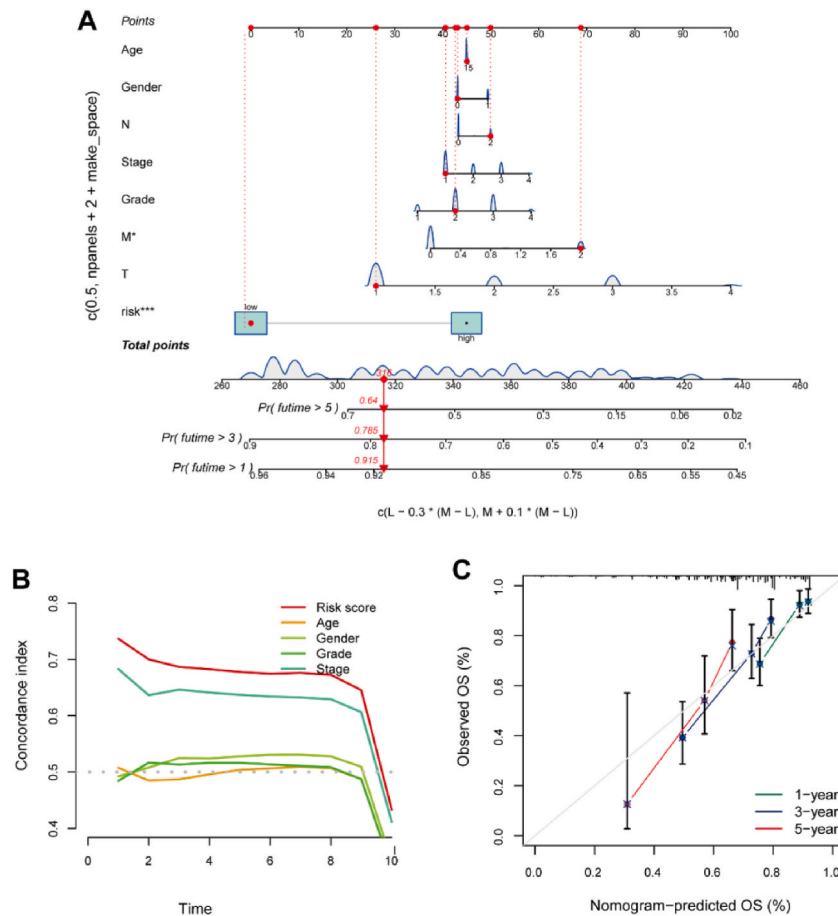 A
Points
0 20 30 40 50 60 70 80 90 100
Age
15
Gender
0 1
N
0 2
Stage
1 2 3 4
Grade
1 2 3 4
M*
0 0.4 0.8 1.2 1.6 2
T
1 1.5 2 2.5 3 3.5 4
risk***
low
high
c(0.5, npanels + 2 + make_space)
Total points
316
260 280 300 320 340 360 380 400 420 440 460
0.64
Pr( futime > 5 )
0.7 0.5 0.3 0.15 0.06 0.02
0.785
Pr( futime > 3 )
0.9 0.8 0.7 0.6 0.5 0.4 0.3 0.2 0.1
0.915
Pr( futime > 1 )
0.96 0.94 0.92 0.85 0.75 0.65 0.55 0.45
c(L − 0.3 * (M − L), M + 0.1 * (M − L))
B
Concordance index
0.8
0.7
0.6
0.5
0.4
Risk score
Age
Gender
Grade
Stage
0 2 4 6 8 10
Time
C
Observed OS (%)
1.0
0.8
0.6
0.4
0.2
0.0
1−year
3−year
5−year
0.0 0.2 0.4 0.6 0.8 1.0
Nomogram−predicted OS (%)